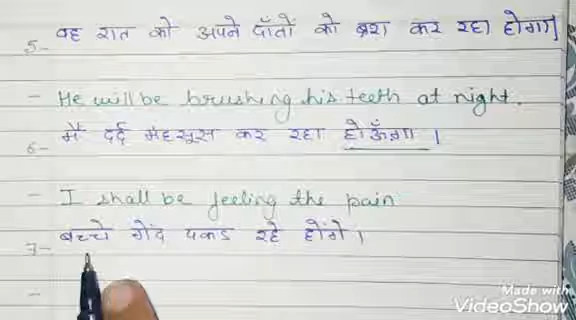 5- वह रात को अपने दाँतों को ब्रश कर रहा होगा।
- He will be brushing his teeth at night.
6- मैं दर्द महसूस कर रहा होऊँगा ।
- I shall be feeling the pain
7- बच्चे गेंद पकड रहे होंगे।
-
Made with
VideoShow